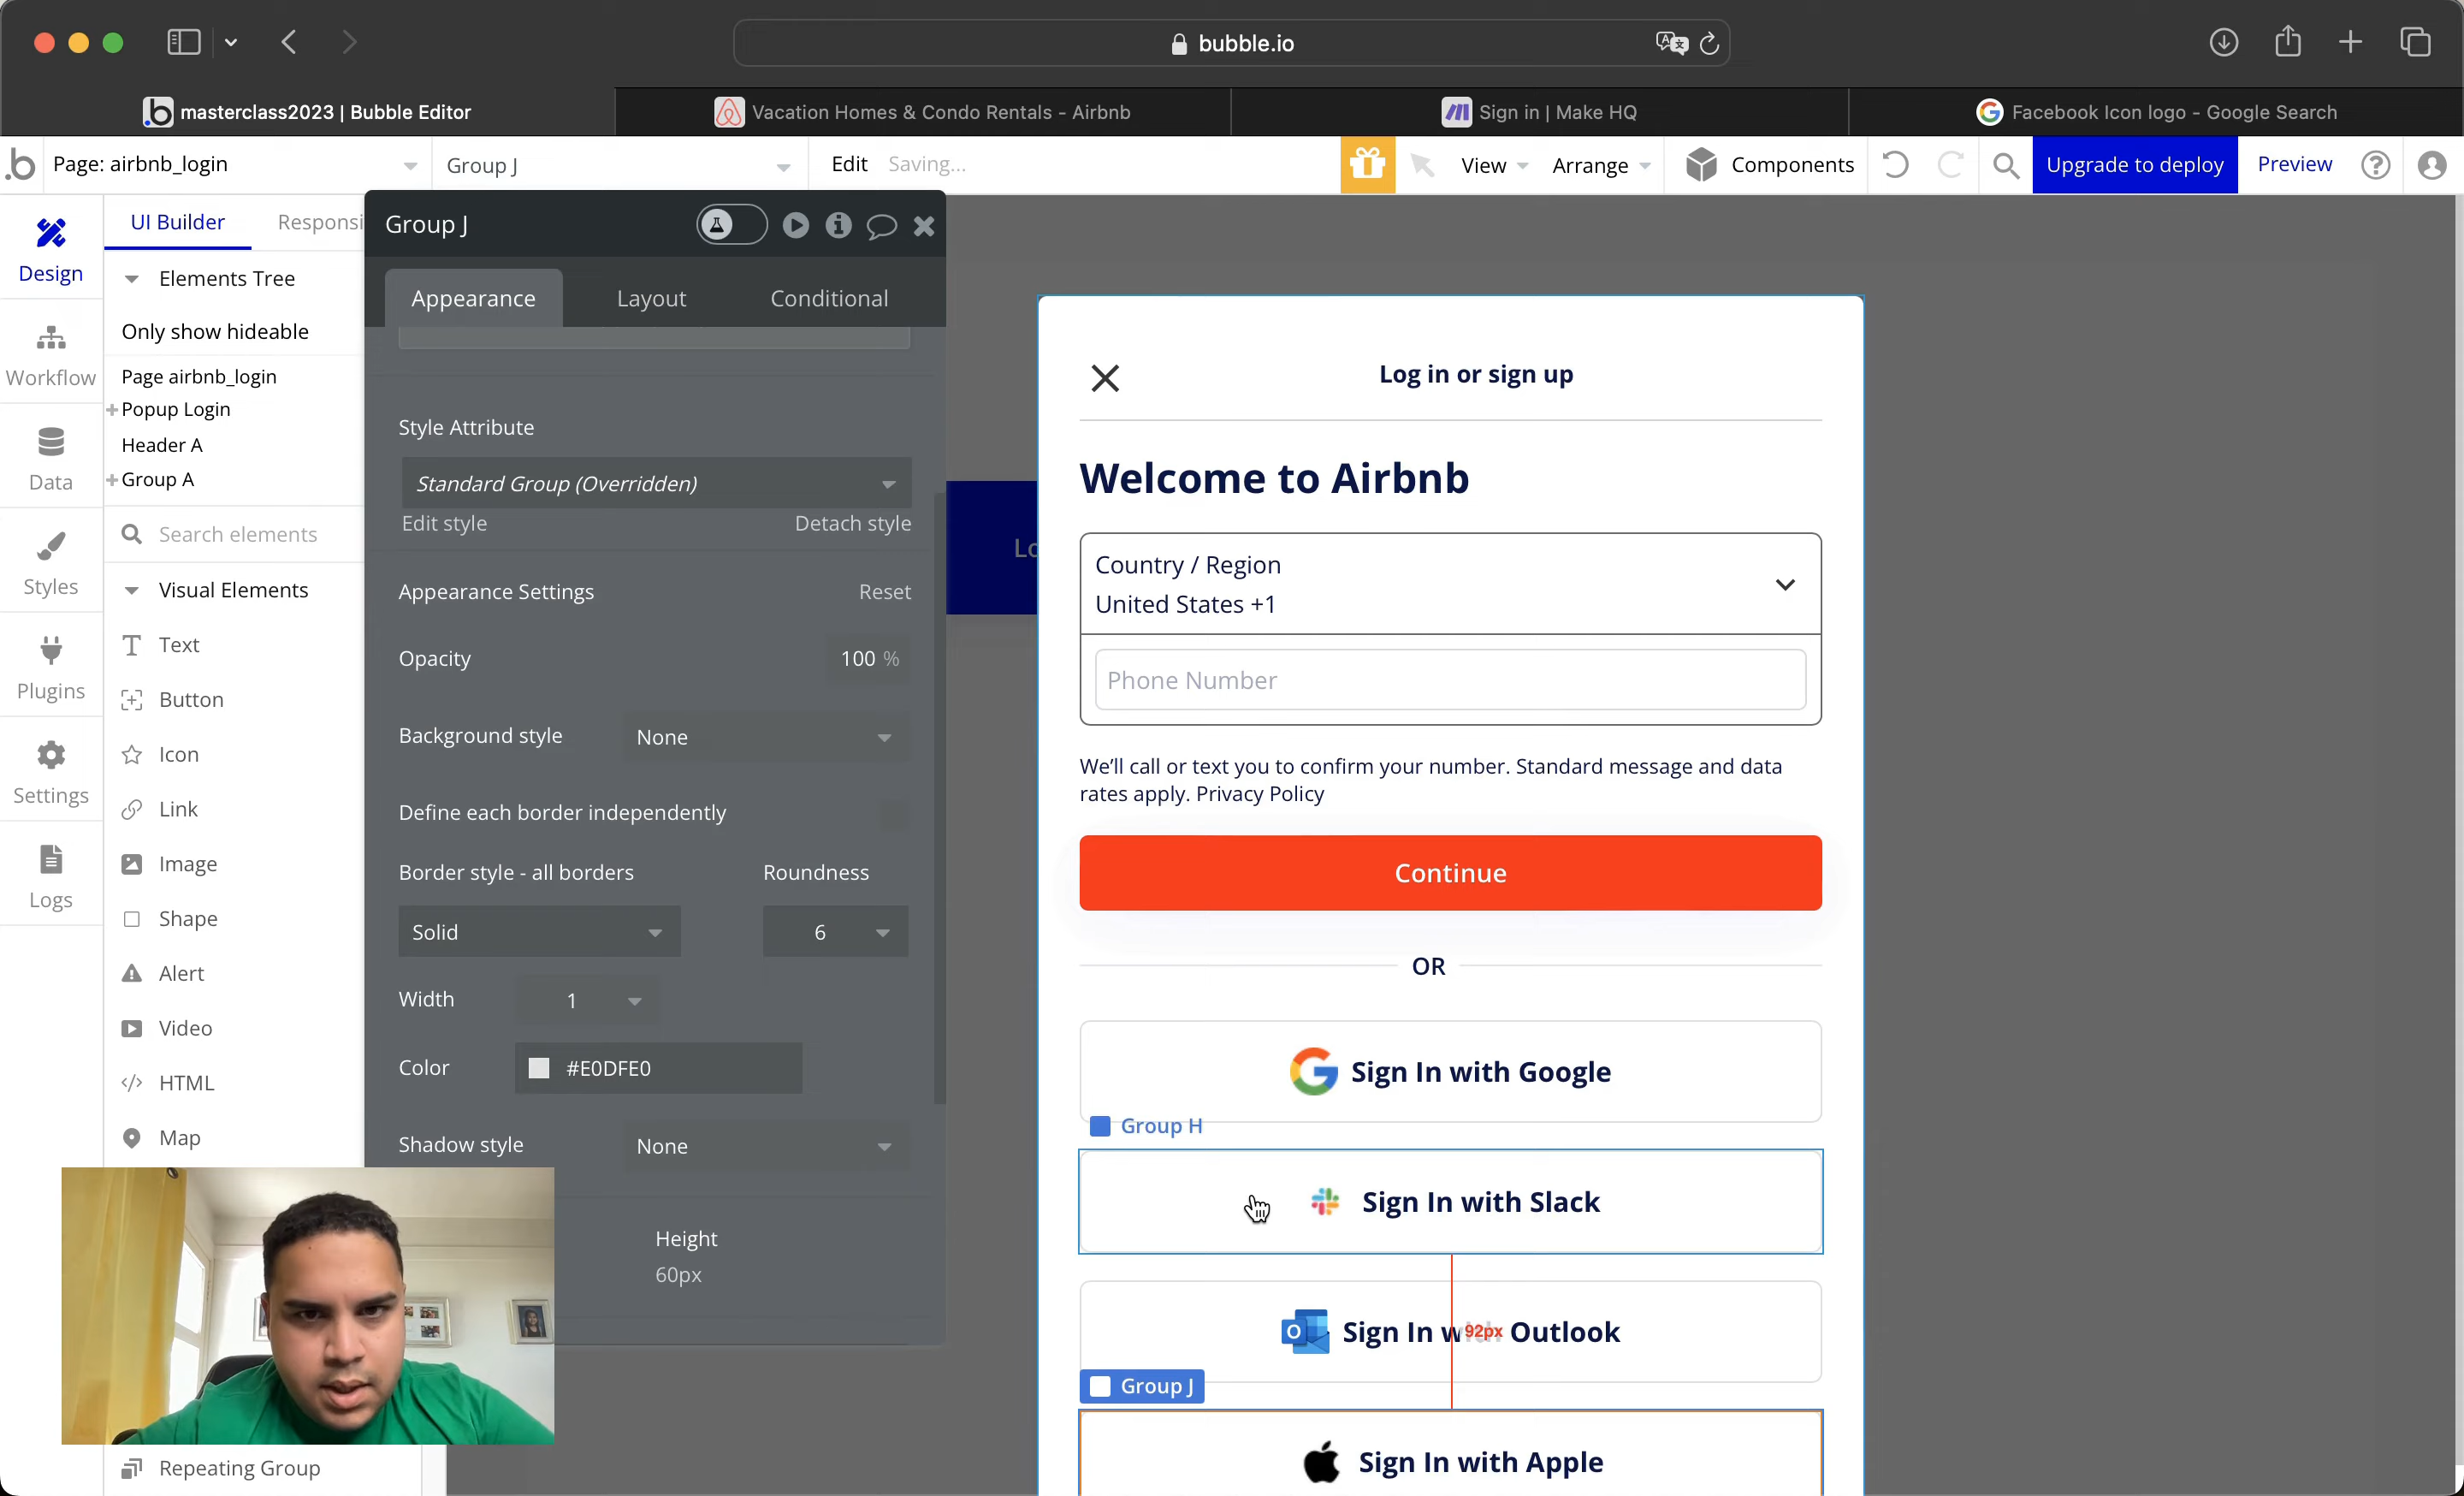 bubble.io
masterclass2023 | Bubble Editor
Vacation Homes & Condo Rentals - Airbnb
Sign in | Make HQ
Facebook Icon logo - Google Search
Page: airbnb_login
Group J
Edit
Saving...
View
Arrange
Components
Upgrade to deploy
Preview
Design
Workflow
Data
Styles
Plugins
Settings
Logs
UI Builder
Responsi
Elements Tree
Only show hideable
Page airbnb_login
Popup Login
Header A
Group A
Search elements
Visual Elements
Text
Button
Icon
Link
Image
Shape
Alert
Video
HTML
Map
Repeating Group
Group J
Appearance
Layout
Conditional
Style Attribute
Standard Group (Overridden)
Edit style
Detach style
Appearance Settings
Reset
Opacity
100 %
Background style
None
Define each border independently
Border style - all borders
Roundness
Solid
6
Width
1
Color
#E0DFE0
Shadow style
None
Height
60px
Lo
Log in or sign up
Welcome to Airbnb
Country / Region
United States +1
Phone Number
We'll call or text you to confirm your number. Standard message and data
rates apply. Privacy Policy
Continue
OR
Sign In with Google
Group H
Sign In with Slack
Sign In with Outlook
92px
Group J
Sign In with Apple